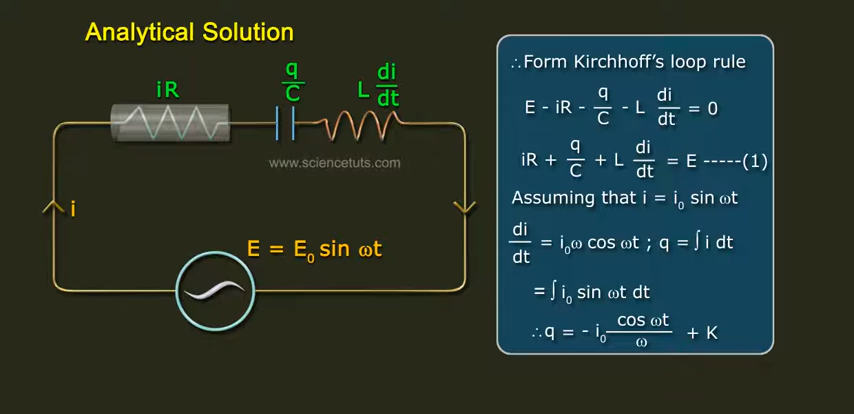 Analytical Solution
iR
q/C
L di/dt
www.sciencetuts.com
i
E = E₀ sin ωt
∴Form Kirchhoff's loop rule
E - iR - q/C - L di/dt = 0
iR + q/C + L di/dt = E -----(1)
Assuming that i = i₀ sin ωt
di/dt = i₀ω cos ωt ; q = ∫ i dt
= ∫ i₀ sin ωt dt
∴q = - i₀ cos ωt/ω + K